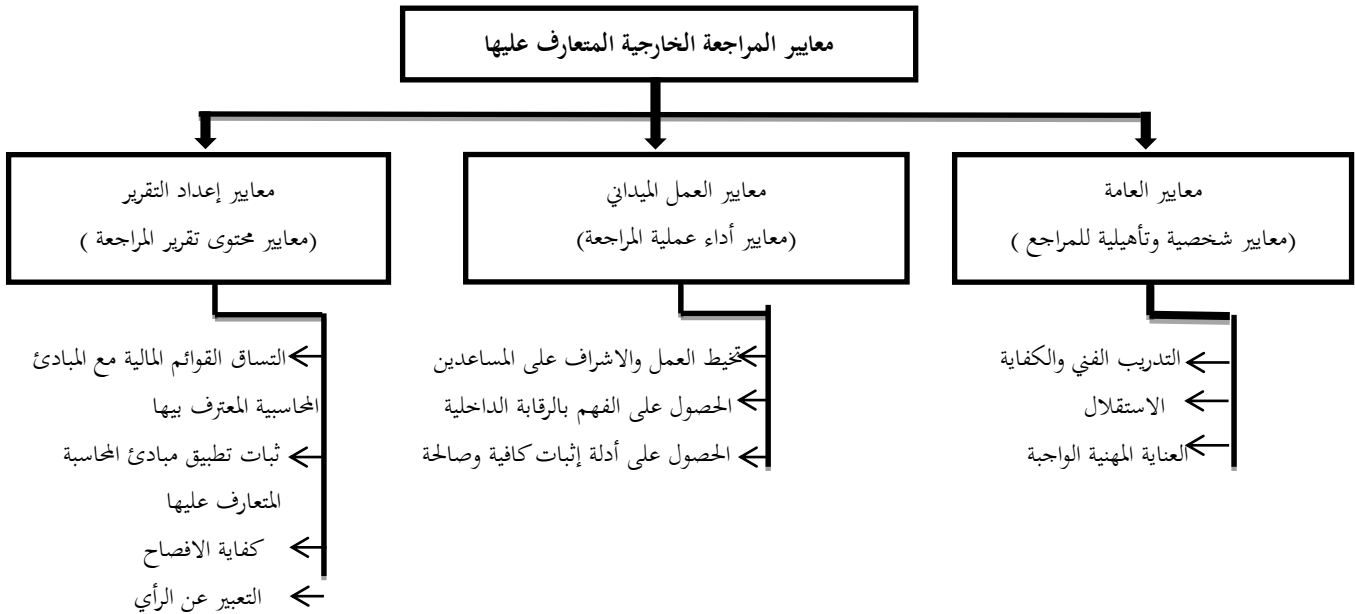 معايير المراجعة الخارجية المتعارف عليها
معايير العامة
(معايير شخصية وتأهيلية للمراجع )
التدريب الفني والكفاية
الاستقلال
العناية المهنية الواجبة
معايير العمل الميداني
(معايير أداء عملية المراجعة)
تخيط العمل والاشراف على المساعدين
الحصول على الفهم بالرقابة الداخلية
الحصول على أدلة إثبات كافية وصالحة
معايير إعداد التقرير
(معايير محتوى تقرير المراجعة )
التساق القوائم المالية مع المبادئ
المحاسبية المعترف بيها
ثبات تطبيق مبادئ المحاسبة
المتعارف عليها
كفاية الافصاح
التعبير عن الرأي